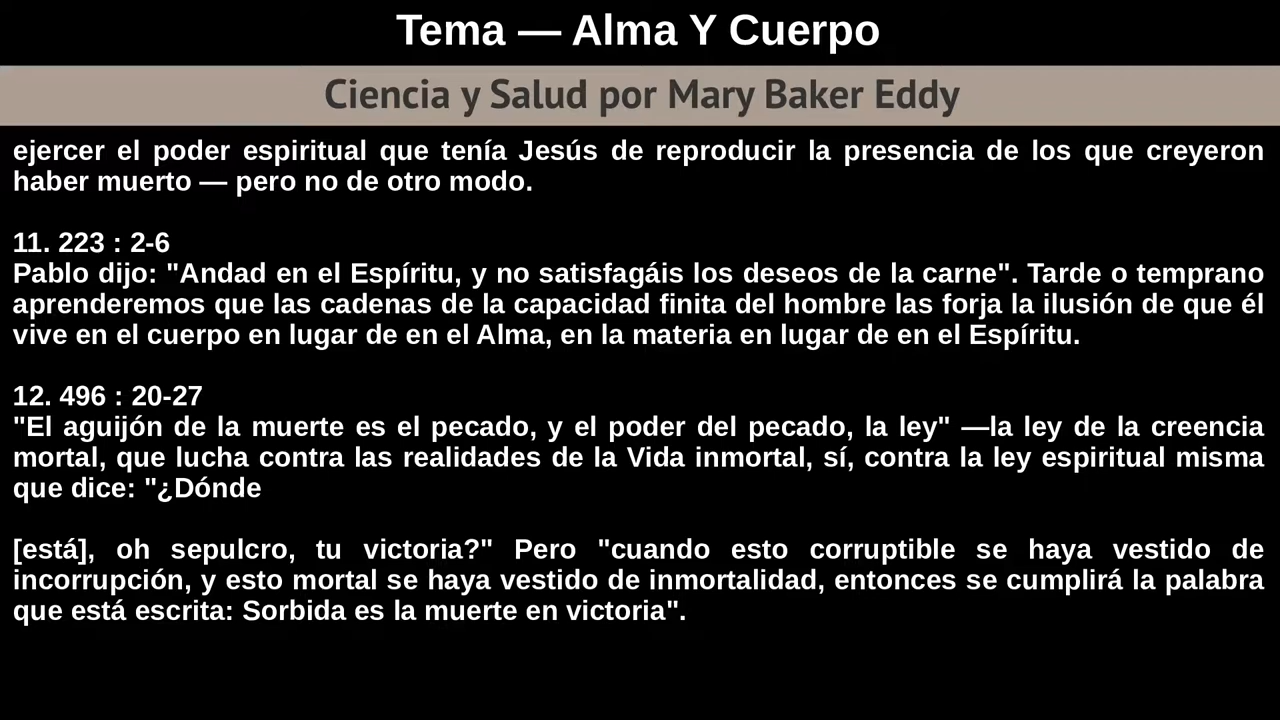 Tema — Alma Y Cuerpo
Ciencia y Salud por Mary Baker Eddy
ejercer el poder espiritual que tenía Jesús de reproducir la presencia de los que creyeron
haber muerto — pero no de otro modo.
11. 223 : 2-6
Pablo dijo: "Andad en el Espíritu, y no satisfagáis los deseos de la carne". Tarde o temprano
aprenderemos que las cadenas de la capacidad finita del hombre las forja la ilusión de que él
vive en el cuerpo en lugar de en el Alma, en la materia en lugar de en el Espíritu.
12. 496 : 20-27
"El aguijón de la muerte es el pecado, y el poder del pecado, la ley" —la ley de la creencia
mortal, que lucha contra las realidades de la Vida inmortal, sí, contra la ley espiritual misma
que dice: "¿Dónde
[está], oh sepulcro, tu victoria?" Pero "cuando esto corruptible se haya vestido de
incorrupción, y esto mortal se haya vestido de inmortalidad, entonces se cumplirá la palabra
que está escrita: Sorbida es la muerte en victoria".